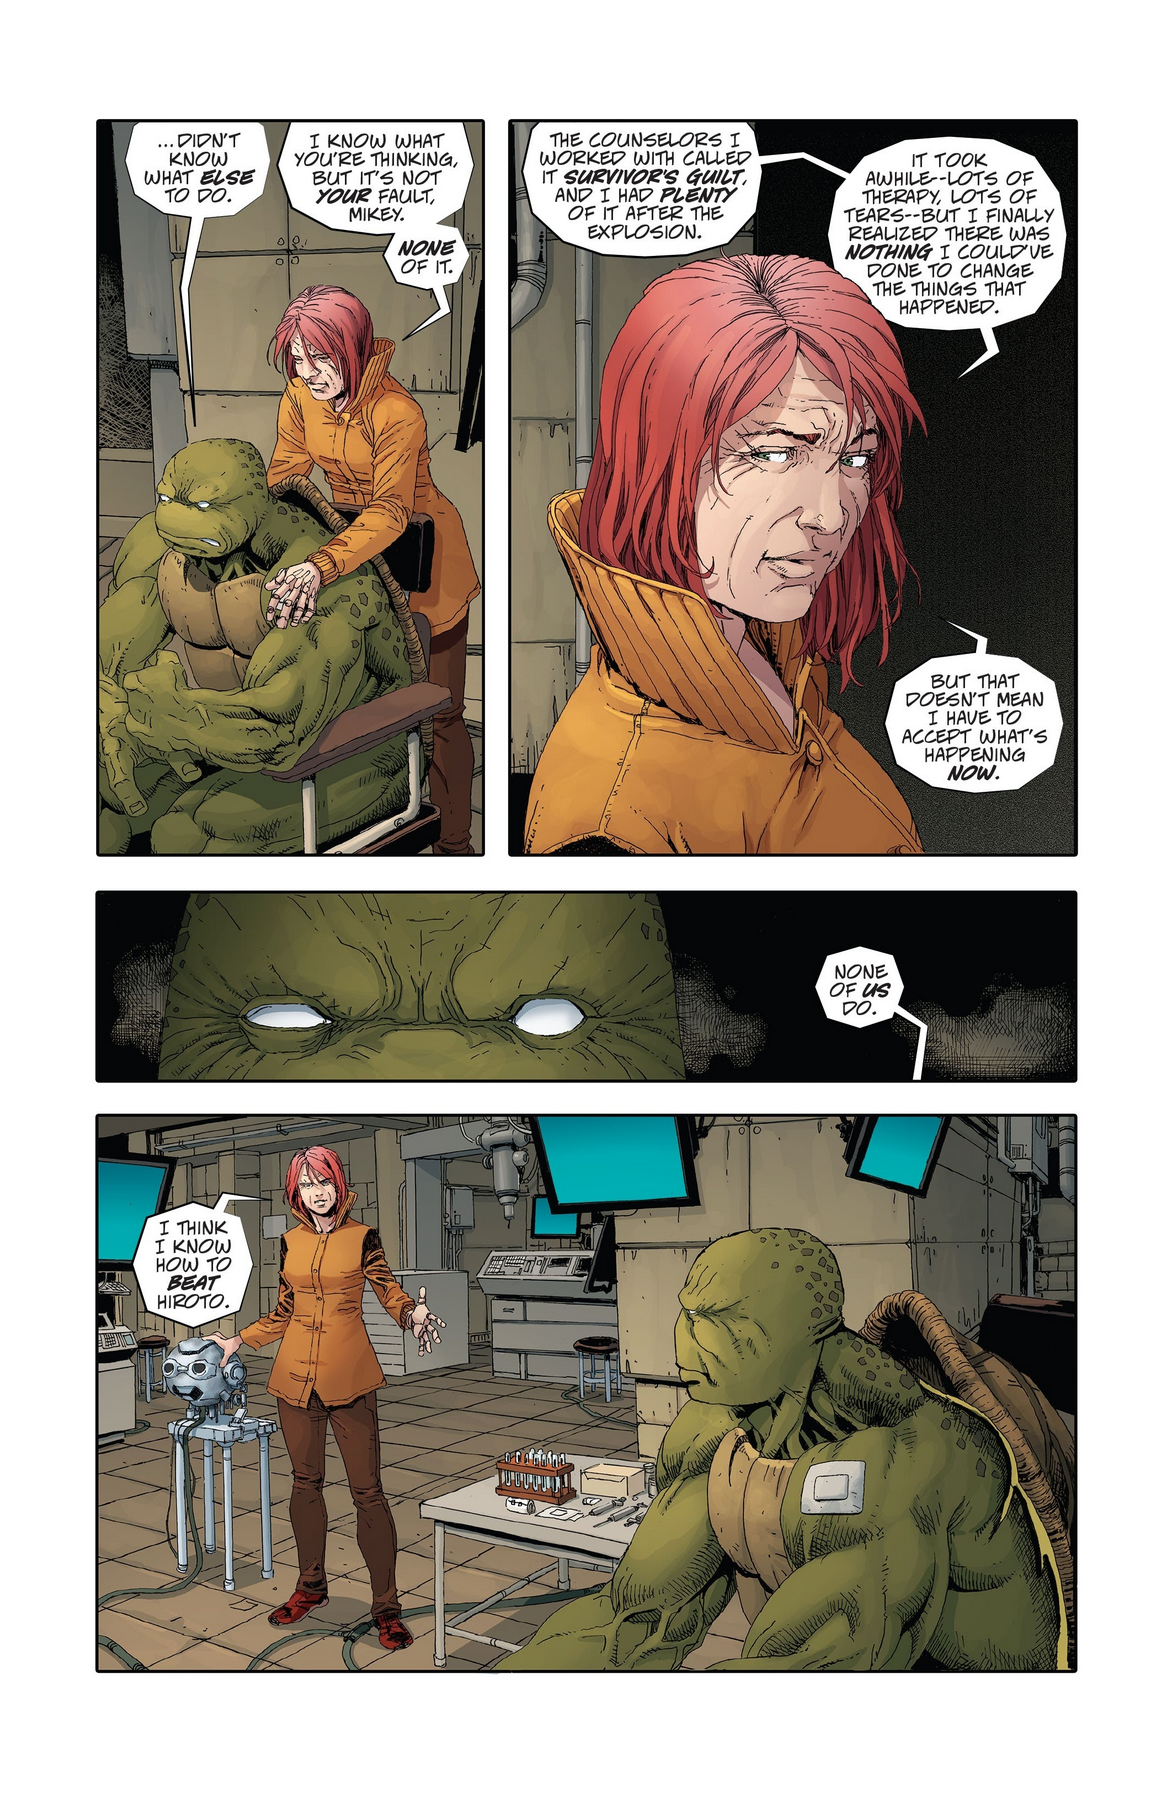 ...DIDN'T
KNOW
WHAT ELSE
TO DO.
I KNOW WHAT
YOU'RE THINKING,
BUT IT'S NOT
YOUR FAULT,
MIKEY.
NONE
OF IT.
THE COUNSELORS I
WORKED WITH CALLED
IT SURVIVOR'S GUILT,
AND I HAD PLENTY
OF IT AFTER THE
EXPLOSION.
IT TOOK
AWHILE--LOTS OF
THERAPY, LOTS OF
TEARS--BUT I FINALLY
REALIZED THERE WAS
NOTHING I COULD'VE
DONE TO CHANGE
THE THINGS THAT
HAPPENED.
BUT THAT
DOESN'T MEAN
I HAVE TO
ACCEPT WHAT'S
HAPPENING
NOW.
NONE
OF US
DO.
I THINK
I KNOW
HOW TO
BEAT
HIROTO.